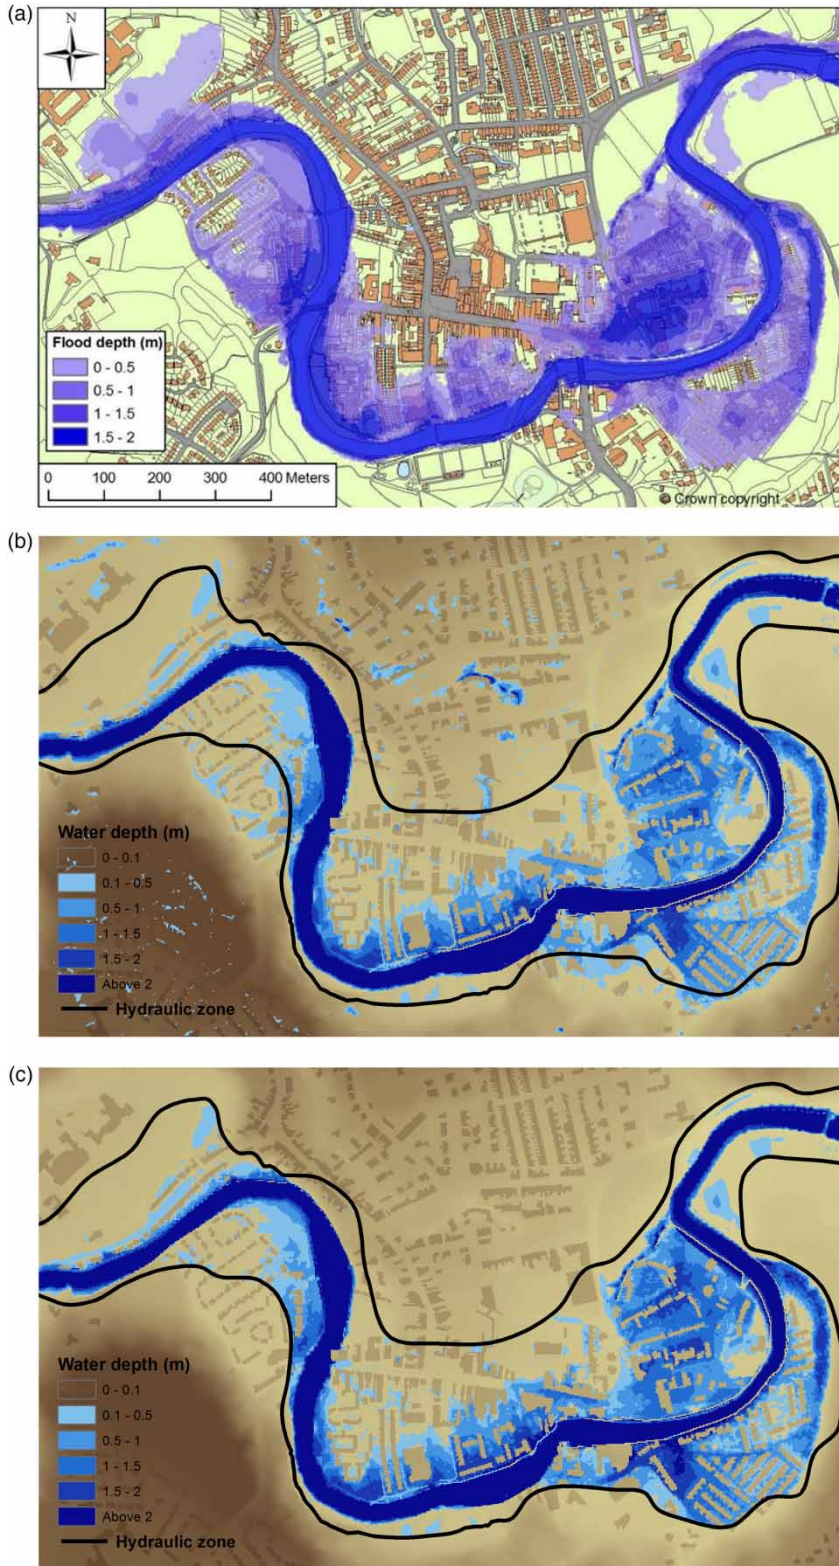 (a)
N
Flood depth (m)
0 - 0.5
0.5 - 1
1 - 1.5
1.5 - 2
0 100 200 300 400 Meters
© Crown copyright
(b)
Water depth (m)
0 - 0.1
0.1 - 0.5
0.5 - 1
1 - 1.5
1.5 - 2
Above 2
Hydraulic zone
(c)
Water depth (m)
0 - 0.1
0.1 - 0.5
0.5 - 1
1 - 1.5
1.5 - 2
Above 2
Hydraulic zone